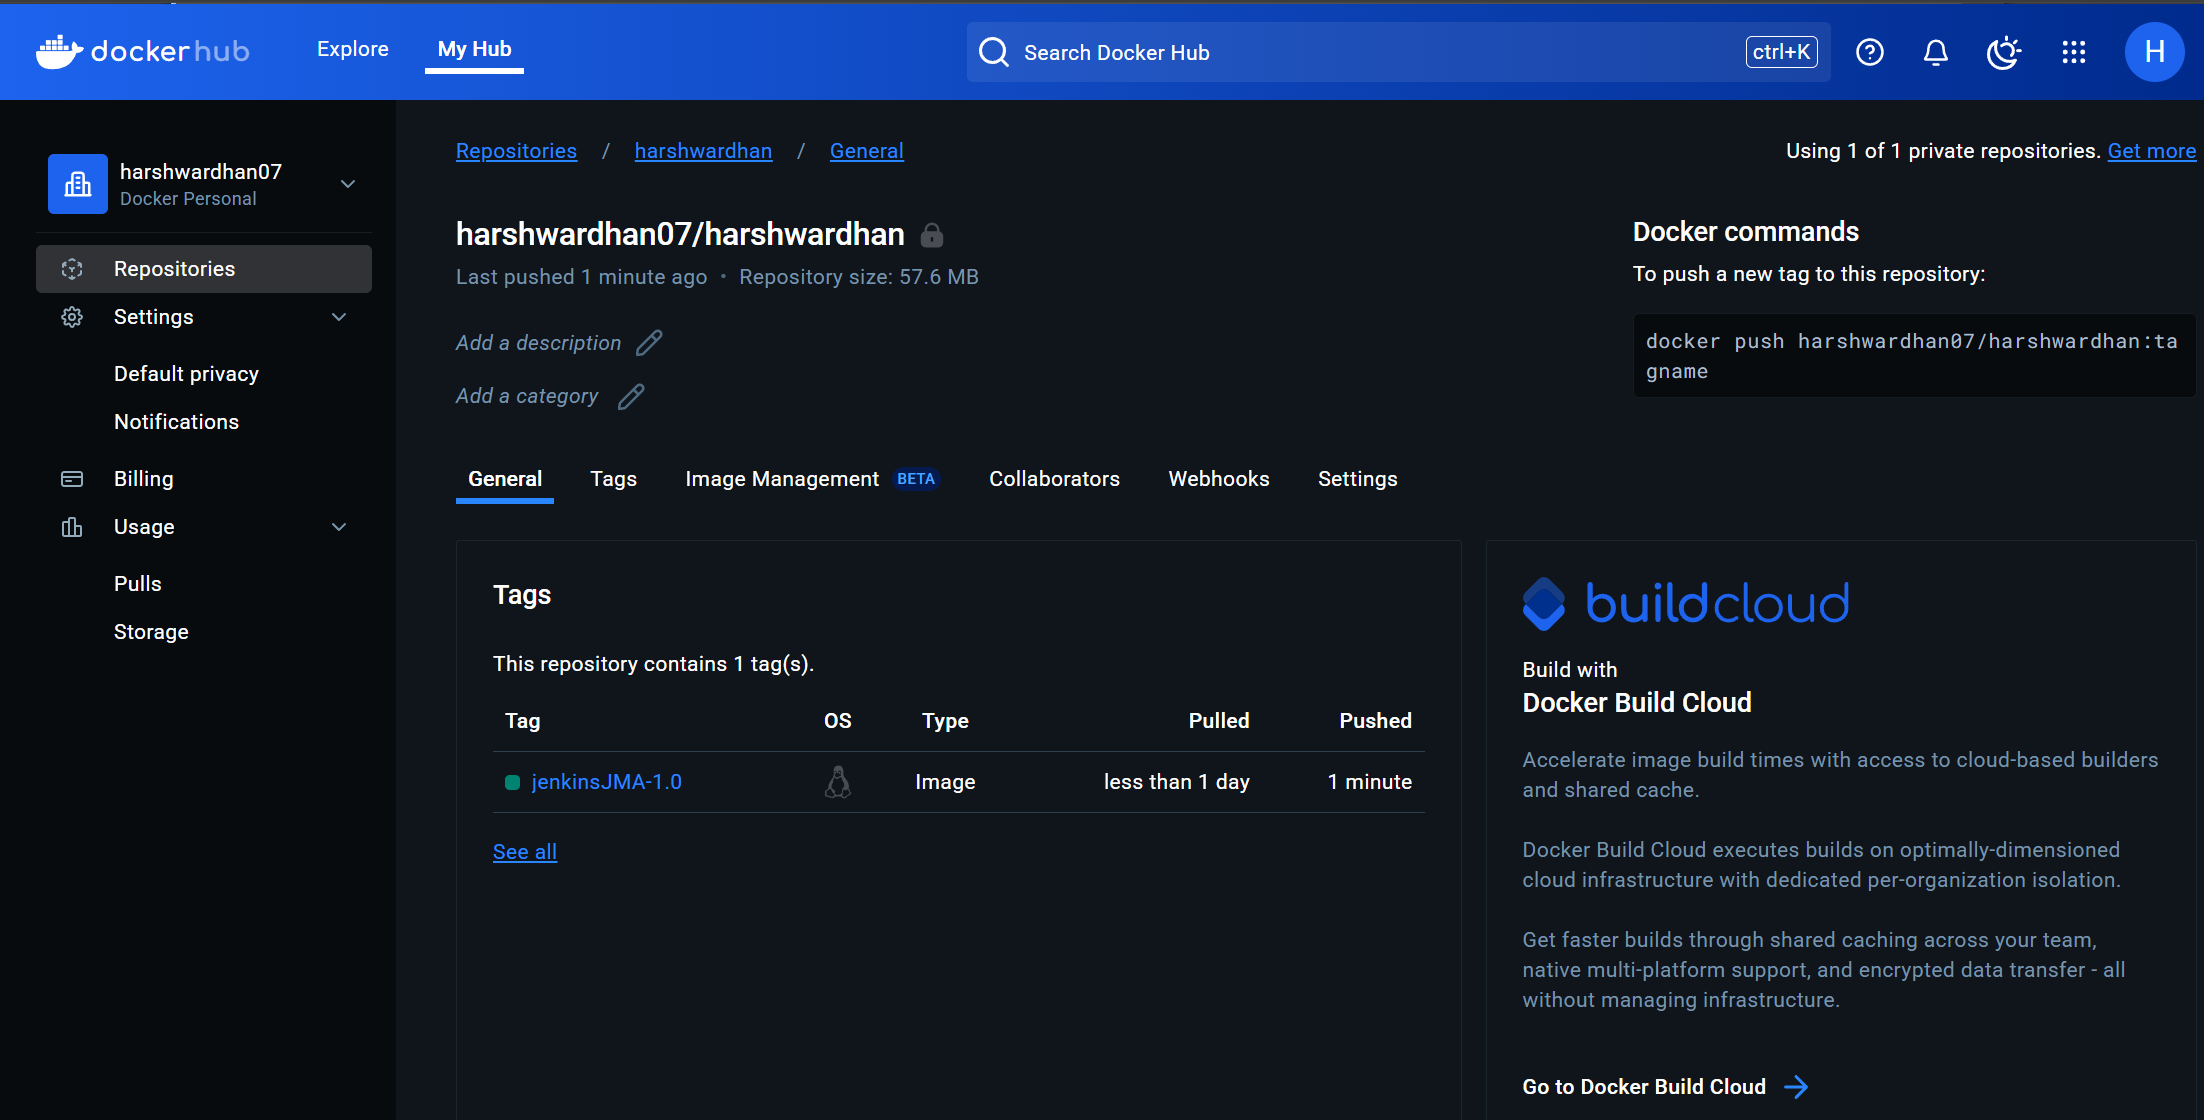 dockerhub
Explore
My Hub
Search Docker Hub
ctrl+K
H
harshwardhan07
Docker Personal
Repositories
Settings
Default privacy
Notifications
Billing
Usage
Pulls
Storage
Repositories / harshwardhan / General
Using 1 of 1 private repositories. Get more
harshwardhan07/harshwardhan
Last pushed 1 minute ago • Repository size: 57.6 MB
Add a description
Add a category
Docker commands
To push a new tag to this repository:
docker push harshwardhan07/harshwardhan:ta
gname
General
Tags
Image Management BETA
Collaborators
Webhooks
Settings
Tags
This repository contains 1 tag(s).
Tag OS Type Pulled Pushed
jenkinsJMA-1.0 Image less than 1 day 1 minute
See all
buildcloud
Build with
Docker Build Cloud
Accelerate image build times with access to cloud-based builders
and shared cache.
Docker Build Cloud executes builds on optimally-dimensioned
cloud infrastructure with dedicated per-organization isolation.
Get faster builds through shared caching across your team,
native multi-platform support, and encrypted data transfer - all
without managing infrastructure.
Go to Docker Build Cloud